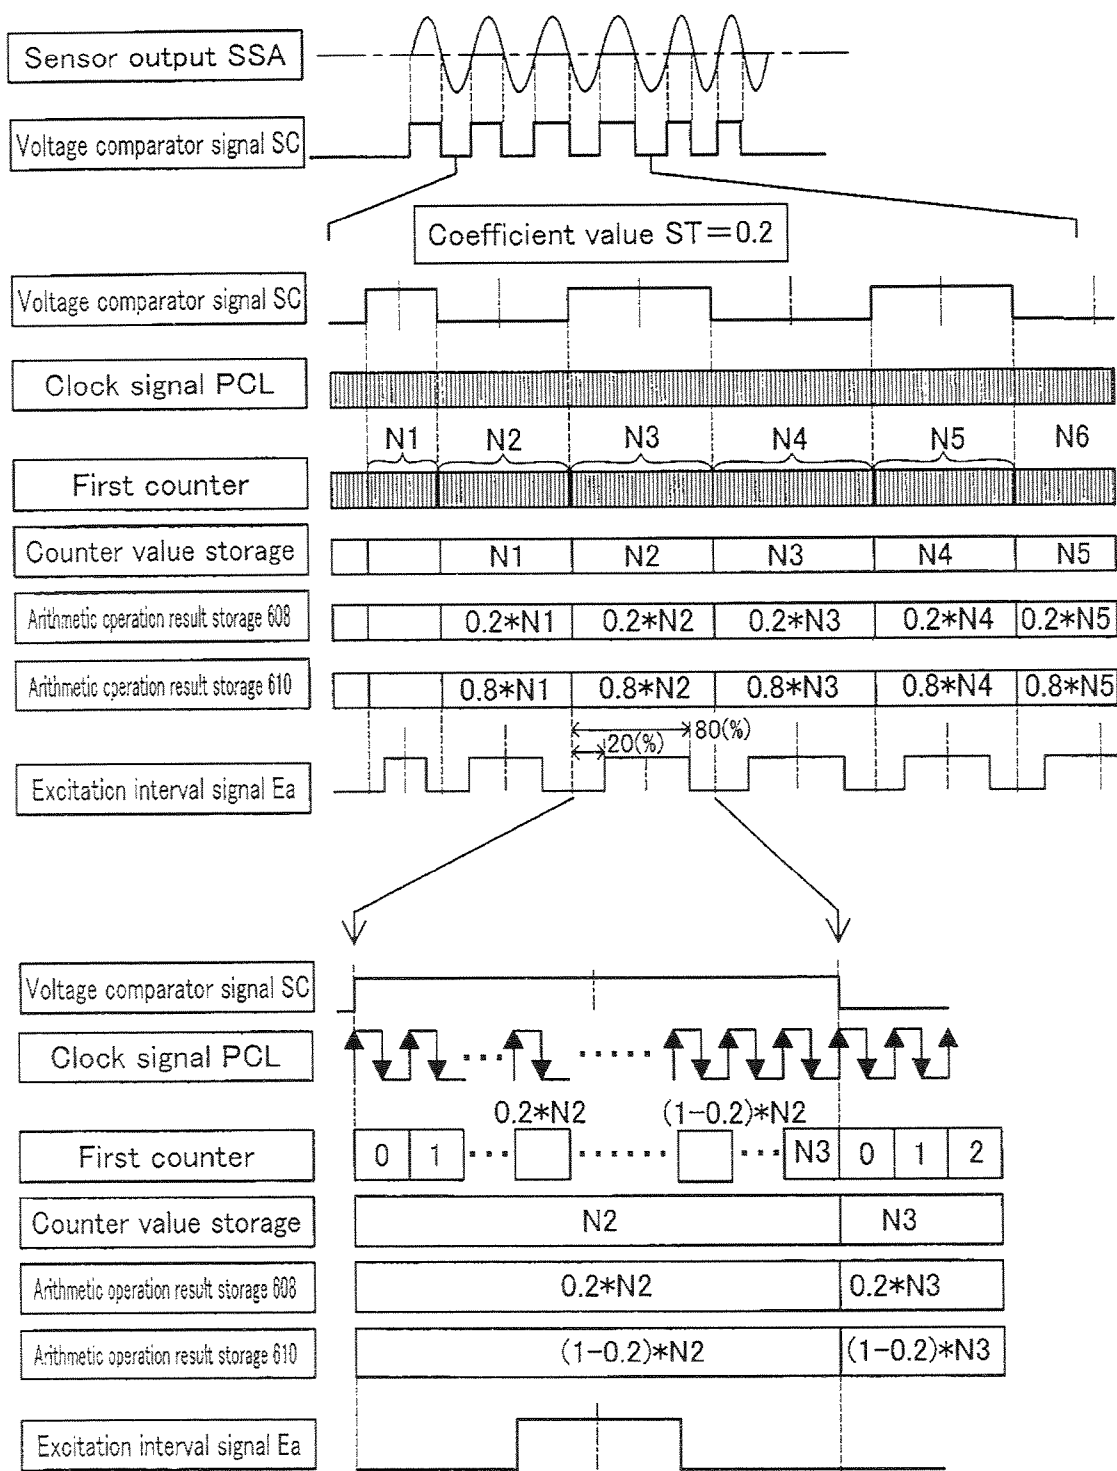 Sensor output SSA
Voltage comparator signal SC
Coefficient value ST=0.2
Voltage comparator signal SC
Clock signal PCL
N1 N2 N3 N4 N5 N6
First counter
Counter value storage N1 N2 N3 N4 N5
Arithmetic operation result storage 608 0.2*N1 0.2*N2 0.2*N3 0.2*N4 0.2*N5
Arithmetic operation result storage 610 0.8*N1 0.8*N2 0.8*N3 0.8*N4 0.8*N5
80(%)
20(%)
Excitation interval signal Ea
Voltage comparator signal SC
Clock signal PCL
0.2*N2 (1-0.2)*N2
First counter 0 1 N3 0 1 2
Counter value storage N2 N3
Arithmetic operation result storage 608 0.2*N2 0.2*N3
Arithmetic operation result storage 610 (1-0.2)*N2 (1-0.2)*N3
Excitation interval signal Ea